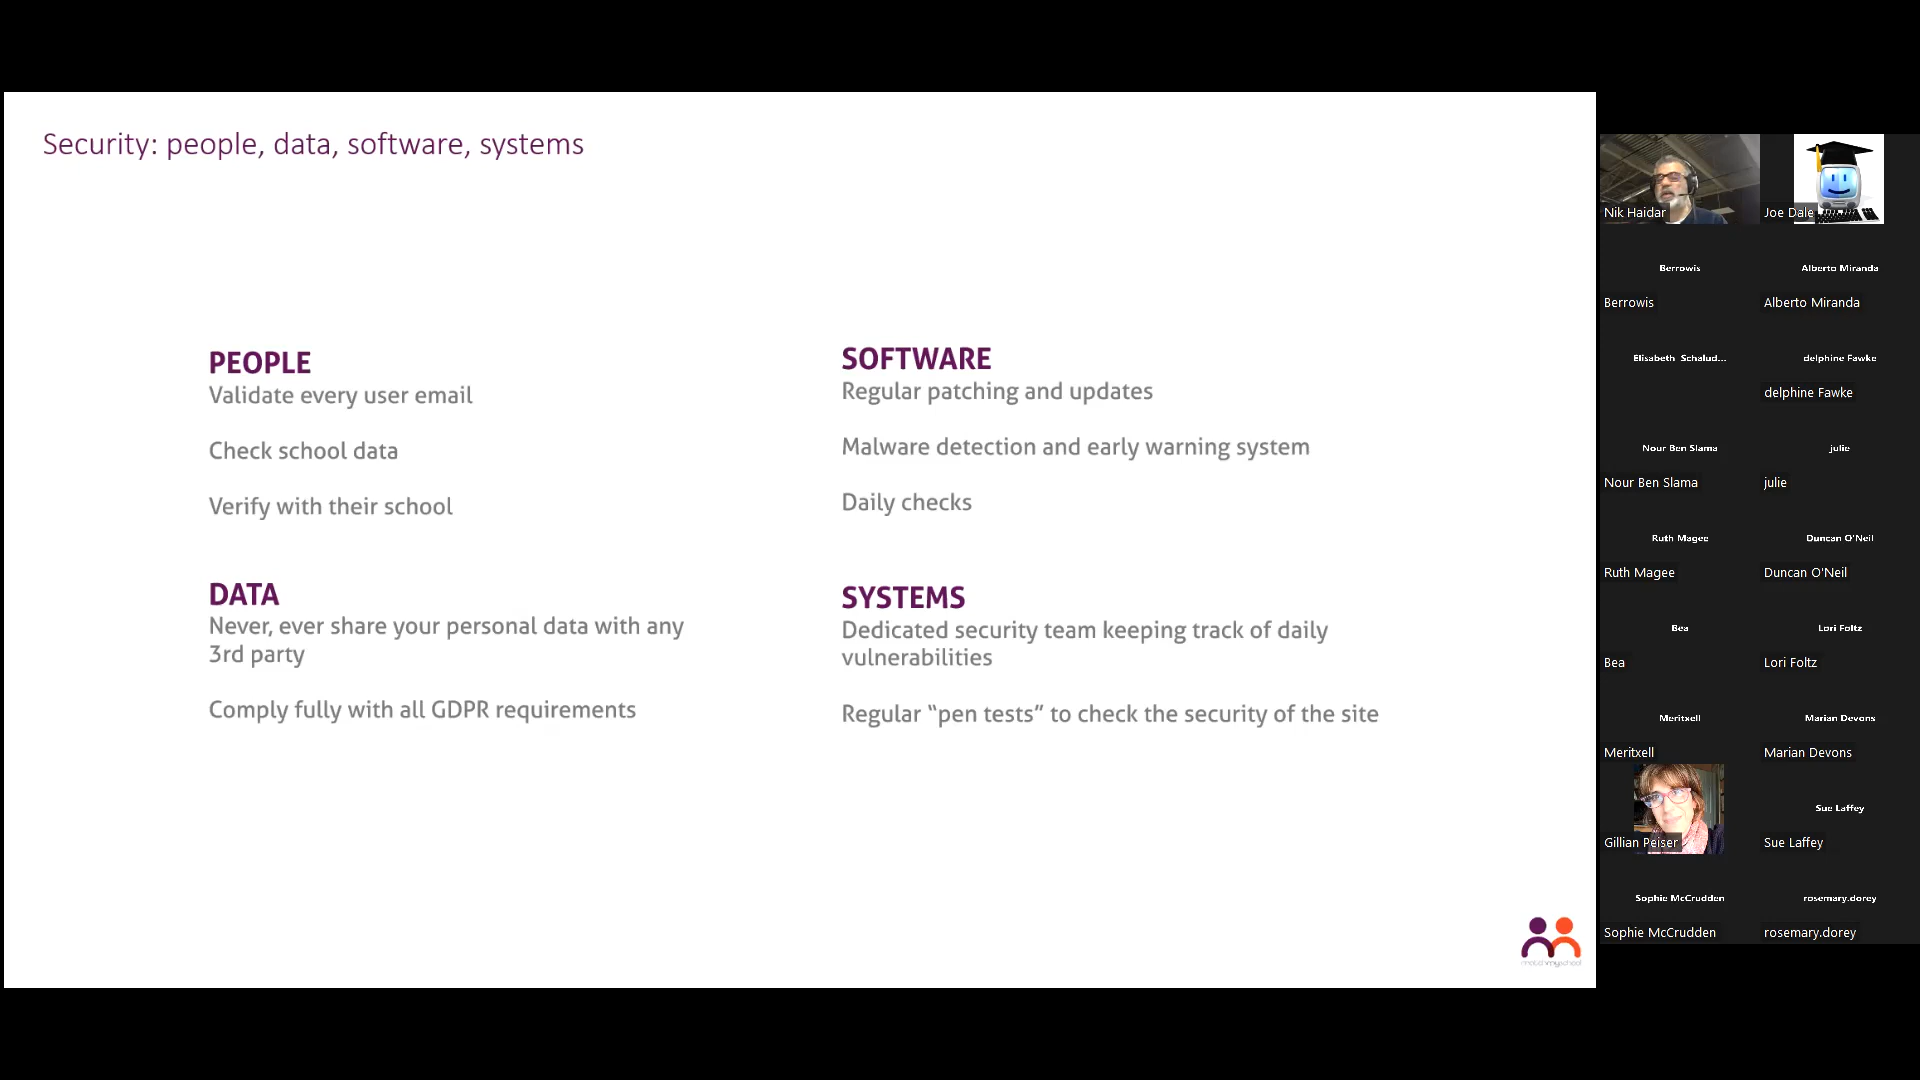 Security: people, data, software, systems
PEOPLE
Validate every user email
Check school data
Verify with their school
DATA
Never, ever share your personal data with any
3rd party
Comply fully with all GDPR requirements
SOFTWARE
Regular patching and updates
Malware detection and early warning system
Daily checks
SYSTEMS
Dedicated security team keeping track of daily
vulnerabilities
Regular “pen tests” to check the security of the site
matchmyschool
Nik Haidar
Joe Dale
Berrowis
Berrowis
Alberto Miranda
Alberto Miranda
Elisabeth Schalud...
delphine Fawke
delphine Fawke
Nour Ben Slama
Nour Ben Slama
julie
julie
Ruth Magee
Ruth Magee
Duncan O'Neil
Duncan O'Neil
Bea
Bea
Lori Foltz
Lori Foltz
Meritxell
Meritxell
Marian Devons
Marian Devons
Gillian Peiser
Sue Laffey
Sue Laffey
Sophie McCrudden
Sophie McCrudden
rosemary.dorey
rosemary.dorey